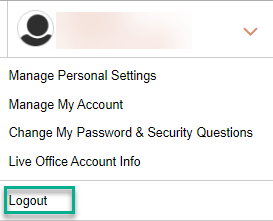 Manage Personal Settings
Manage My Account
Change My Password & Security Questions
Live Office Account Info
Logout